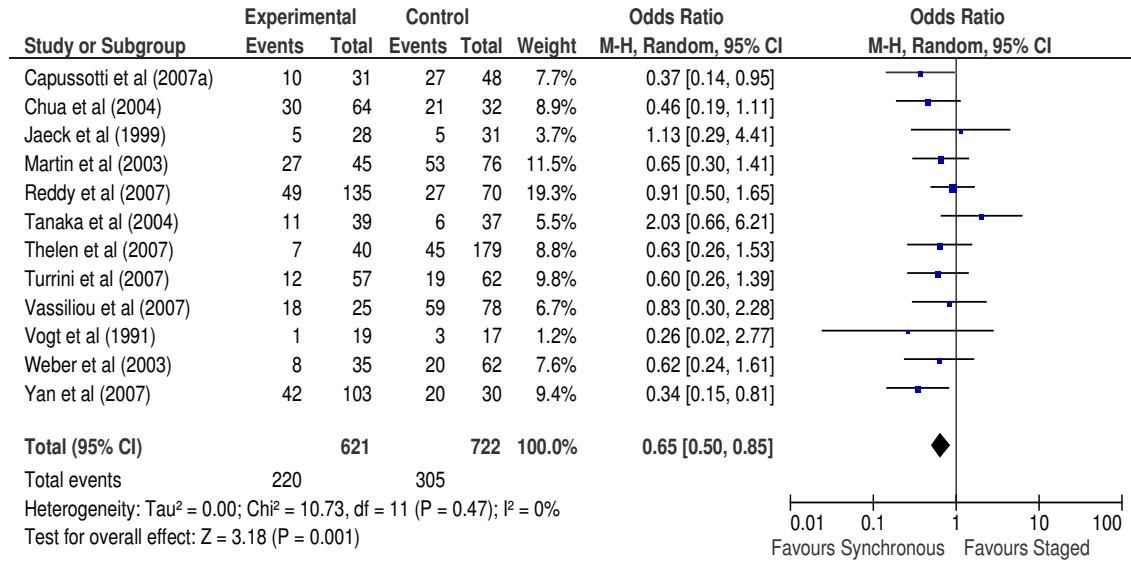 Experimental Control Odds Ratio Odds Ratio
Study or Subgroup Events Total Events Total Weight M-H, Random, 95% CI M-H, Random, 95% CI
Capussotti et al (2007a) 10 31 27 48 7.7% 0.37 [0.14, 0.95]
Chua et al (2004) 30 64 21 32 8.9% 0.46 [0.19, 1.11]
Jaeck et al (1999) 5 28 5 31 3.7% 1.13 [0.29, 4.41]
Martin et al (2003) 27 45 53 76 11.5% 0.65 [0.30, 1.41]
Reddy et al (2007) 49 135 27 70 19.3% 0.91 [0.50, 1.65]
Tanaka et al (2004) 11 39 6 37 5.5% 2.03 [0.66, 6.21]
Thelen et al (2007) 7 40 45 179 8.8% 0.63 [0.26, 1.53]
Turrini et al (2007) 12 57 19 62 9.8% 0.60 [0.26, 1.39]
Vassiliou et al (2007) 18 25 59 78 6.7% 0.83 [0.30, 2.28]
Vogt et al (1991) 1 19 3 17 1.2% 0.26 [0.02, 2.77]
Weber et al (2003) 8 35 20 62 7.6% 0.62 [0.24, 1.61]
Yan et al (2007) 42 103 20 30 9.4% 0.34 [0.15, 0.81]
Total (95% CI) 621 722 100.0% 0.65 [0.50, 0.85]
Total events 220 305
Heterogeneity: Tau² = 0.00; Chi² = 10.73, df = 11 (P = 0.47); I² = 0%
Test for overall effect: Z = 3.18 (P = 0.001)
0.01 0.1 1 10 100
Favours Synchronous Favours Staged